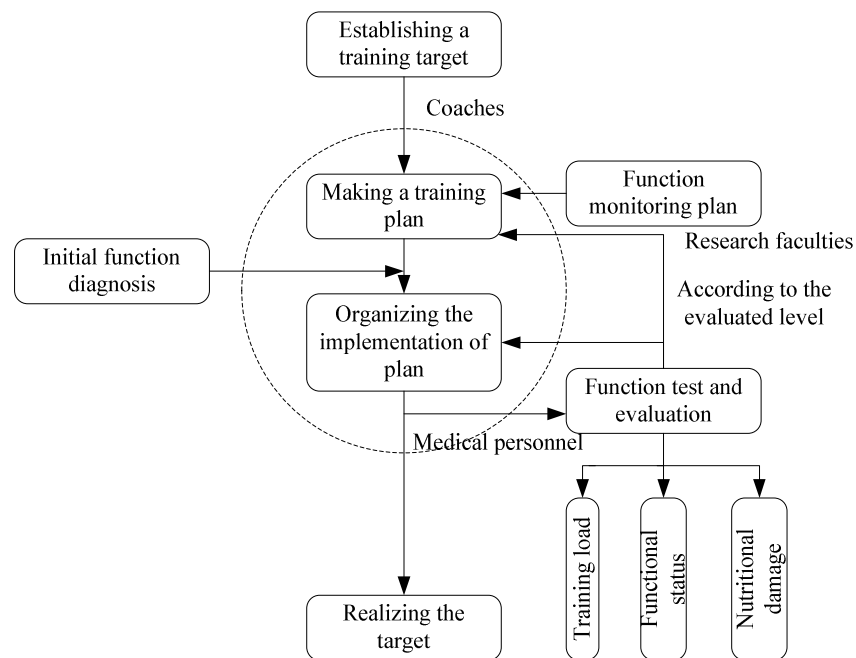 Establishing a
training target
Coaches
Making a training
plan
Function
monitoring plan
Research faculties
Initial function
diagnosis
According to the
evaluated level
Organizing the
implementation of
plan
Function test and
evaluation
Medical personnel
Training load
Functional
status
Nutritional
damage
Realizing the
target